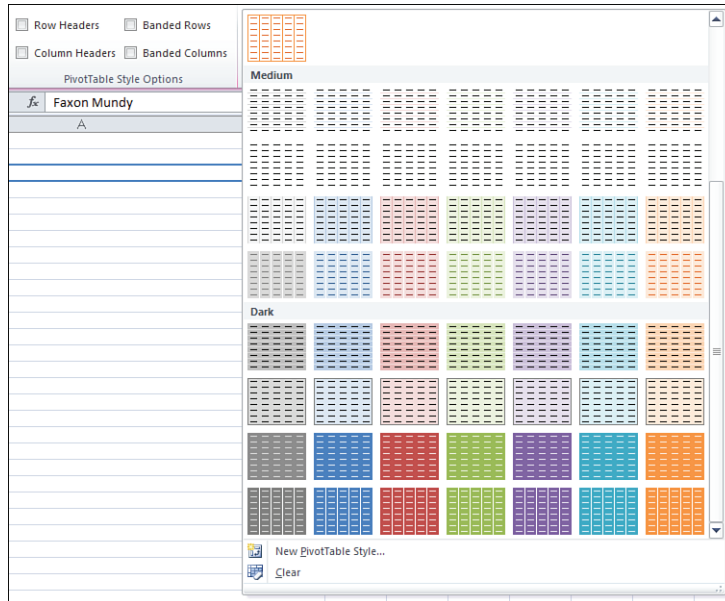 Row Headers Banded Rows
Column Headers Banded Columns
PivotTable Style Options
fx Faxon Mundy
A
Medium
Dark
New PivotTable Style...
Clear